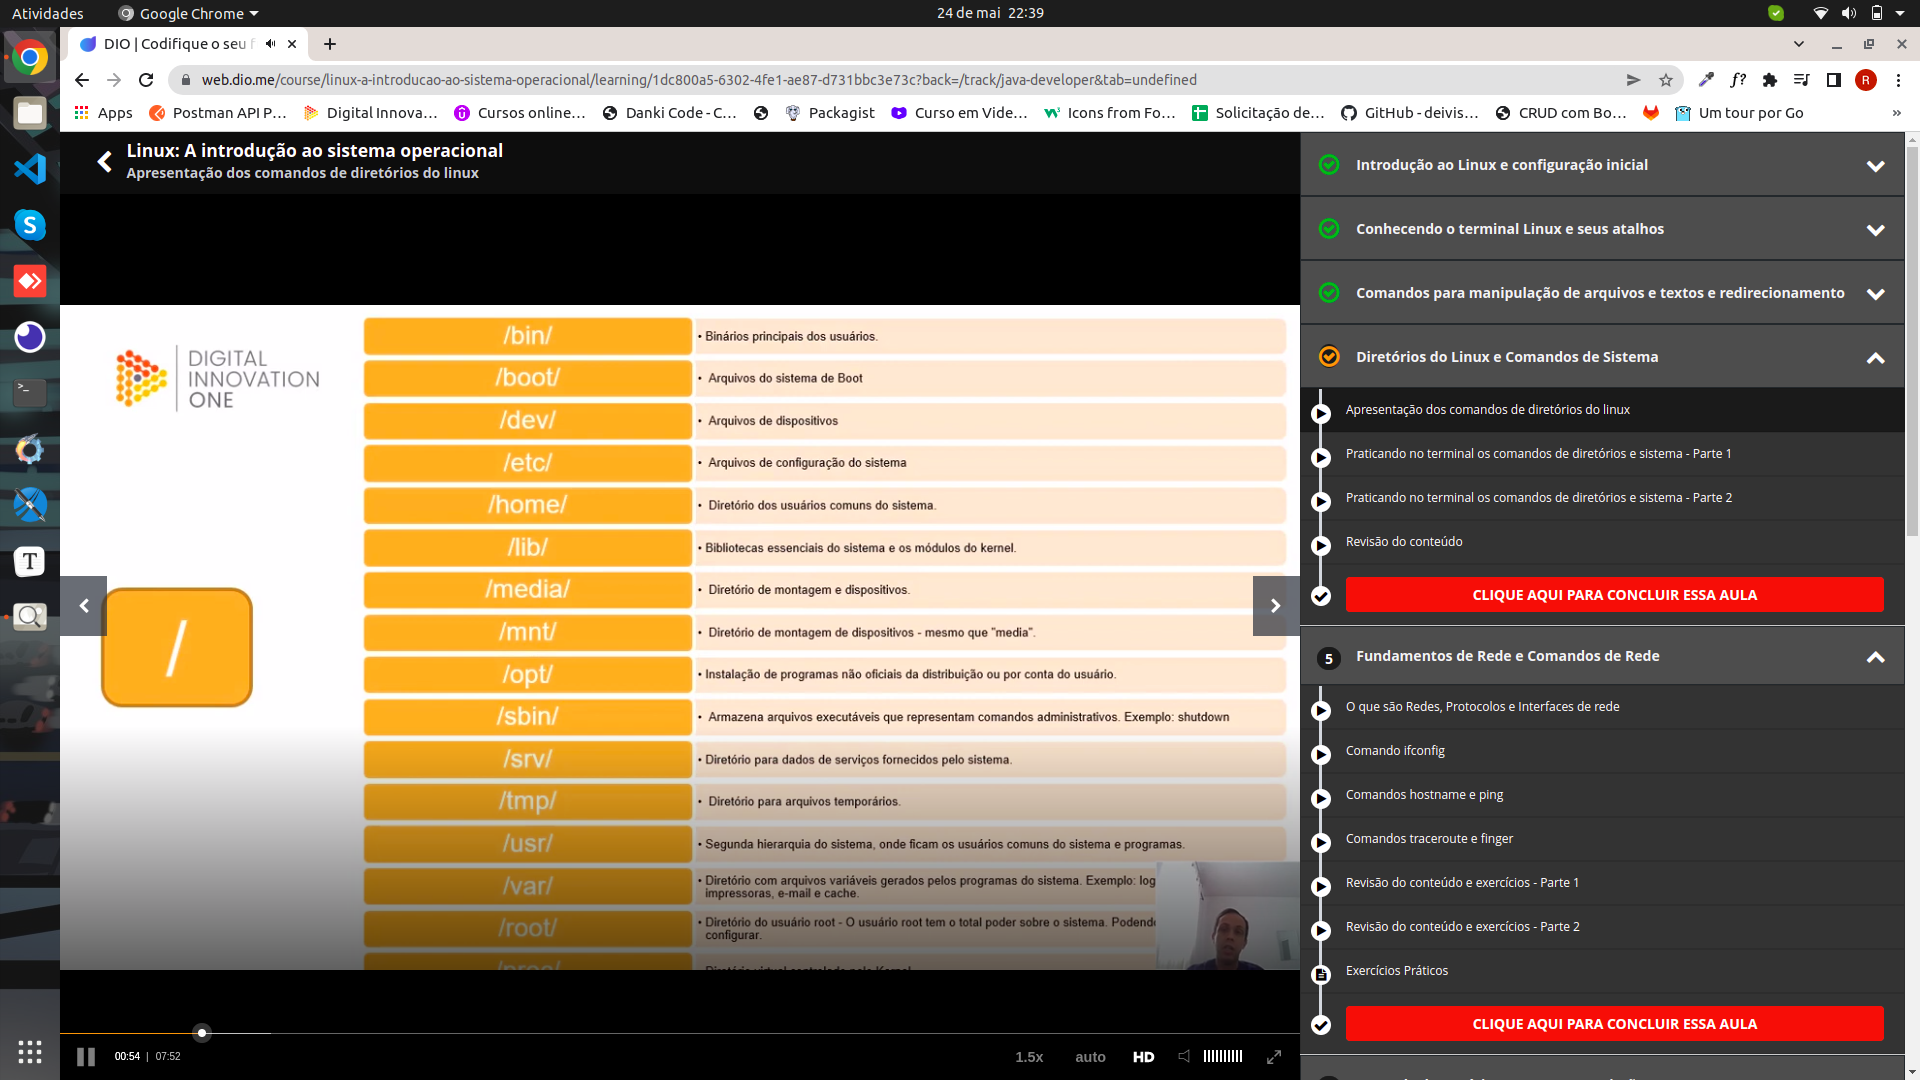 Atividades
Google Chrome
24 de mai 22:39
DIO | Codifique o seu f
web.dio.me/course/linux-a-introducao-ao-sistema-operacional/learning/1dc800a5-6302-4fe1-ae87-d731bbc3e73c?back=/track/java-developer&tab=undefined
f?
R
Apps
Postman API P...
Digital Innova...
Cursos online...
Danki Code - C...
Packagist
Curso em Vide...
Icons from Fo...
Solicitação de...
GitHub - deivis...
CRUD com Bo...
Um tour por Go
»
Linux: A introdução ao sistema operacional
Apresentação dos comandos de diretórios do linux
DIGITAL
INNOVATION
ONE
/
/bin/
• Binários principais dos usuários.
/boot/
• Arquivos do sistema de Boot
/dev/
• Arquivos de dispositivos
/etc/
• Arquivos de configuração do sistema
/home/
• Diretório dos usuários comuns do sistema.
/lib/
• Bibliotecas essenciais do sistema e os módulos do kernel.
/media/
• Diretório de montagem e dispositivos.
/mnt/
• Diretório de montagem de dispositivos - mesmo que "media".
/opt/
• Instalação de programas não oficiais da distribuição ou por conta do usuário.
/sbin/
• Armazena arquivos executáveis que representam comandos administrativos. Exemplo: shutdown
/srv/
• Diretório para dados de serviços fornecidos pelo sistema.
/tmp/
• Diretório para arquivos temporários.
/usr/
• Segunda hierarquia do sistema, onde ficam os usuários comuns do sistema e programas.
/var/
• Diretório com arquivos variáveis gerados pelos programas do sistema. Exemplo: log
impressoras, e-mail e cache.
/root/
• Diretório do usuário root - O usuário root tem o total poder sobre o sistema. Podend
configurar.
/proc/
• Diretório virtual controlado pelo Kernel
00:54 | 07:52
1.5x
auto
HD
Introdução ao Linux e configuração inicial
Conhecendo o terminal Linux e seus atalhos
Comandos para manipulação de arquivos e textos e redirecionamento
Diretórios do Linux e Comandos de Sistema
Apresentação dos comandos de diretórios do linux
Praticando no terminal os comandos de diretórios e sistema - Parte 1
Praticando no terminal os comandos de diretórios e sistema - Parte 2
Revisão do conteúdo
CLIQUE AQUI PARA CONCLUIR ESSA AULA
5
Fundamentos de Rede e Comandos de Rede
O que são Redes, Protocolos e Interfaces de rede
Comando ifconfig
Comandos hostname e ping
Comandos traceroute e finger
Revisão do conteúdo e exercícios - Parte 1
Revisão do conteúdo e exercícios - Parte 2
Exercícios Práticos
CLIQUE AQUI PARA CONCLUIR ESSA AULA